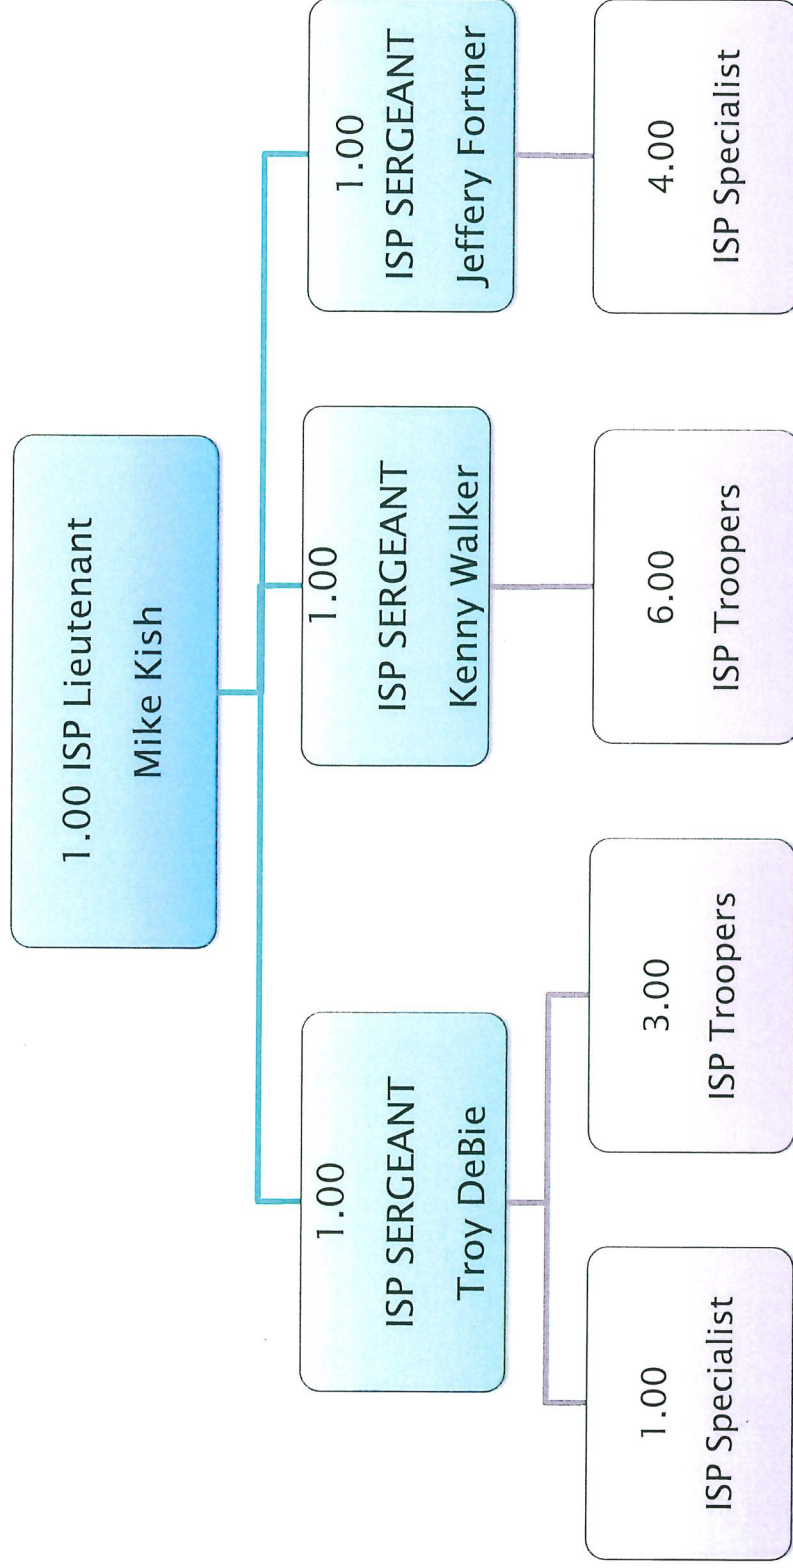 1.00 ISP Lieutenant
Mike Kish
1.00
ISP SERGEANT
Troy DeBie
1.00
ISP SERGEANT
Kenny Walker
1.00
ISP SERGEANT
Jeffery Fortner
1.00
ISP Specialist
3.00
ISP Troopers
6.00
ISP Troopers
4.00
ISP Specialist